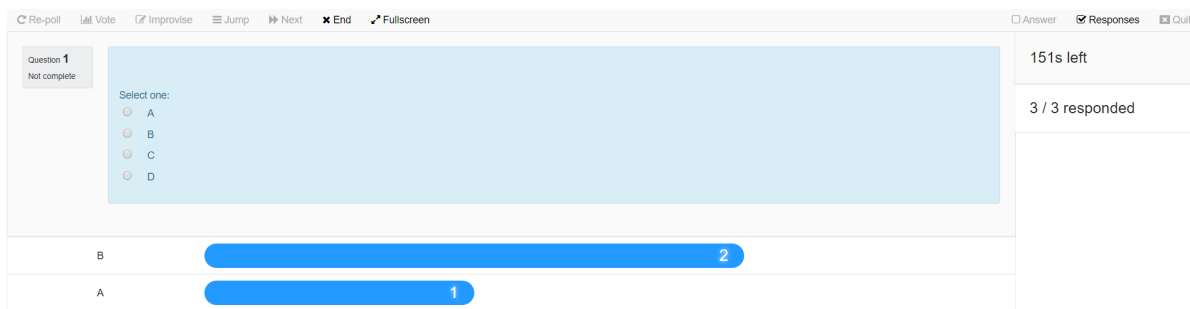 Re-poll Vote Improvise Jump Next End Fullscreen Answer Responses Quit
Question 1
Not complete
Select one:
A
B
C
D
151s left
3 / 3 responded
B 2
A 1